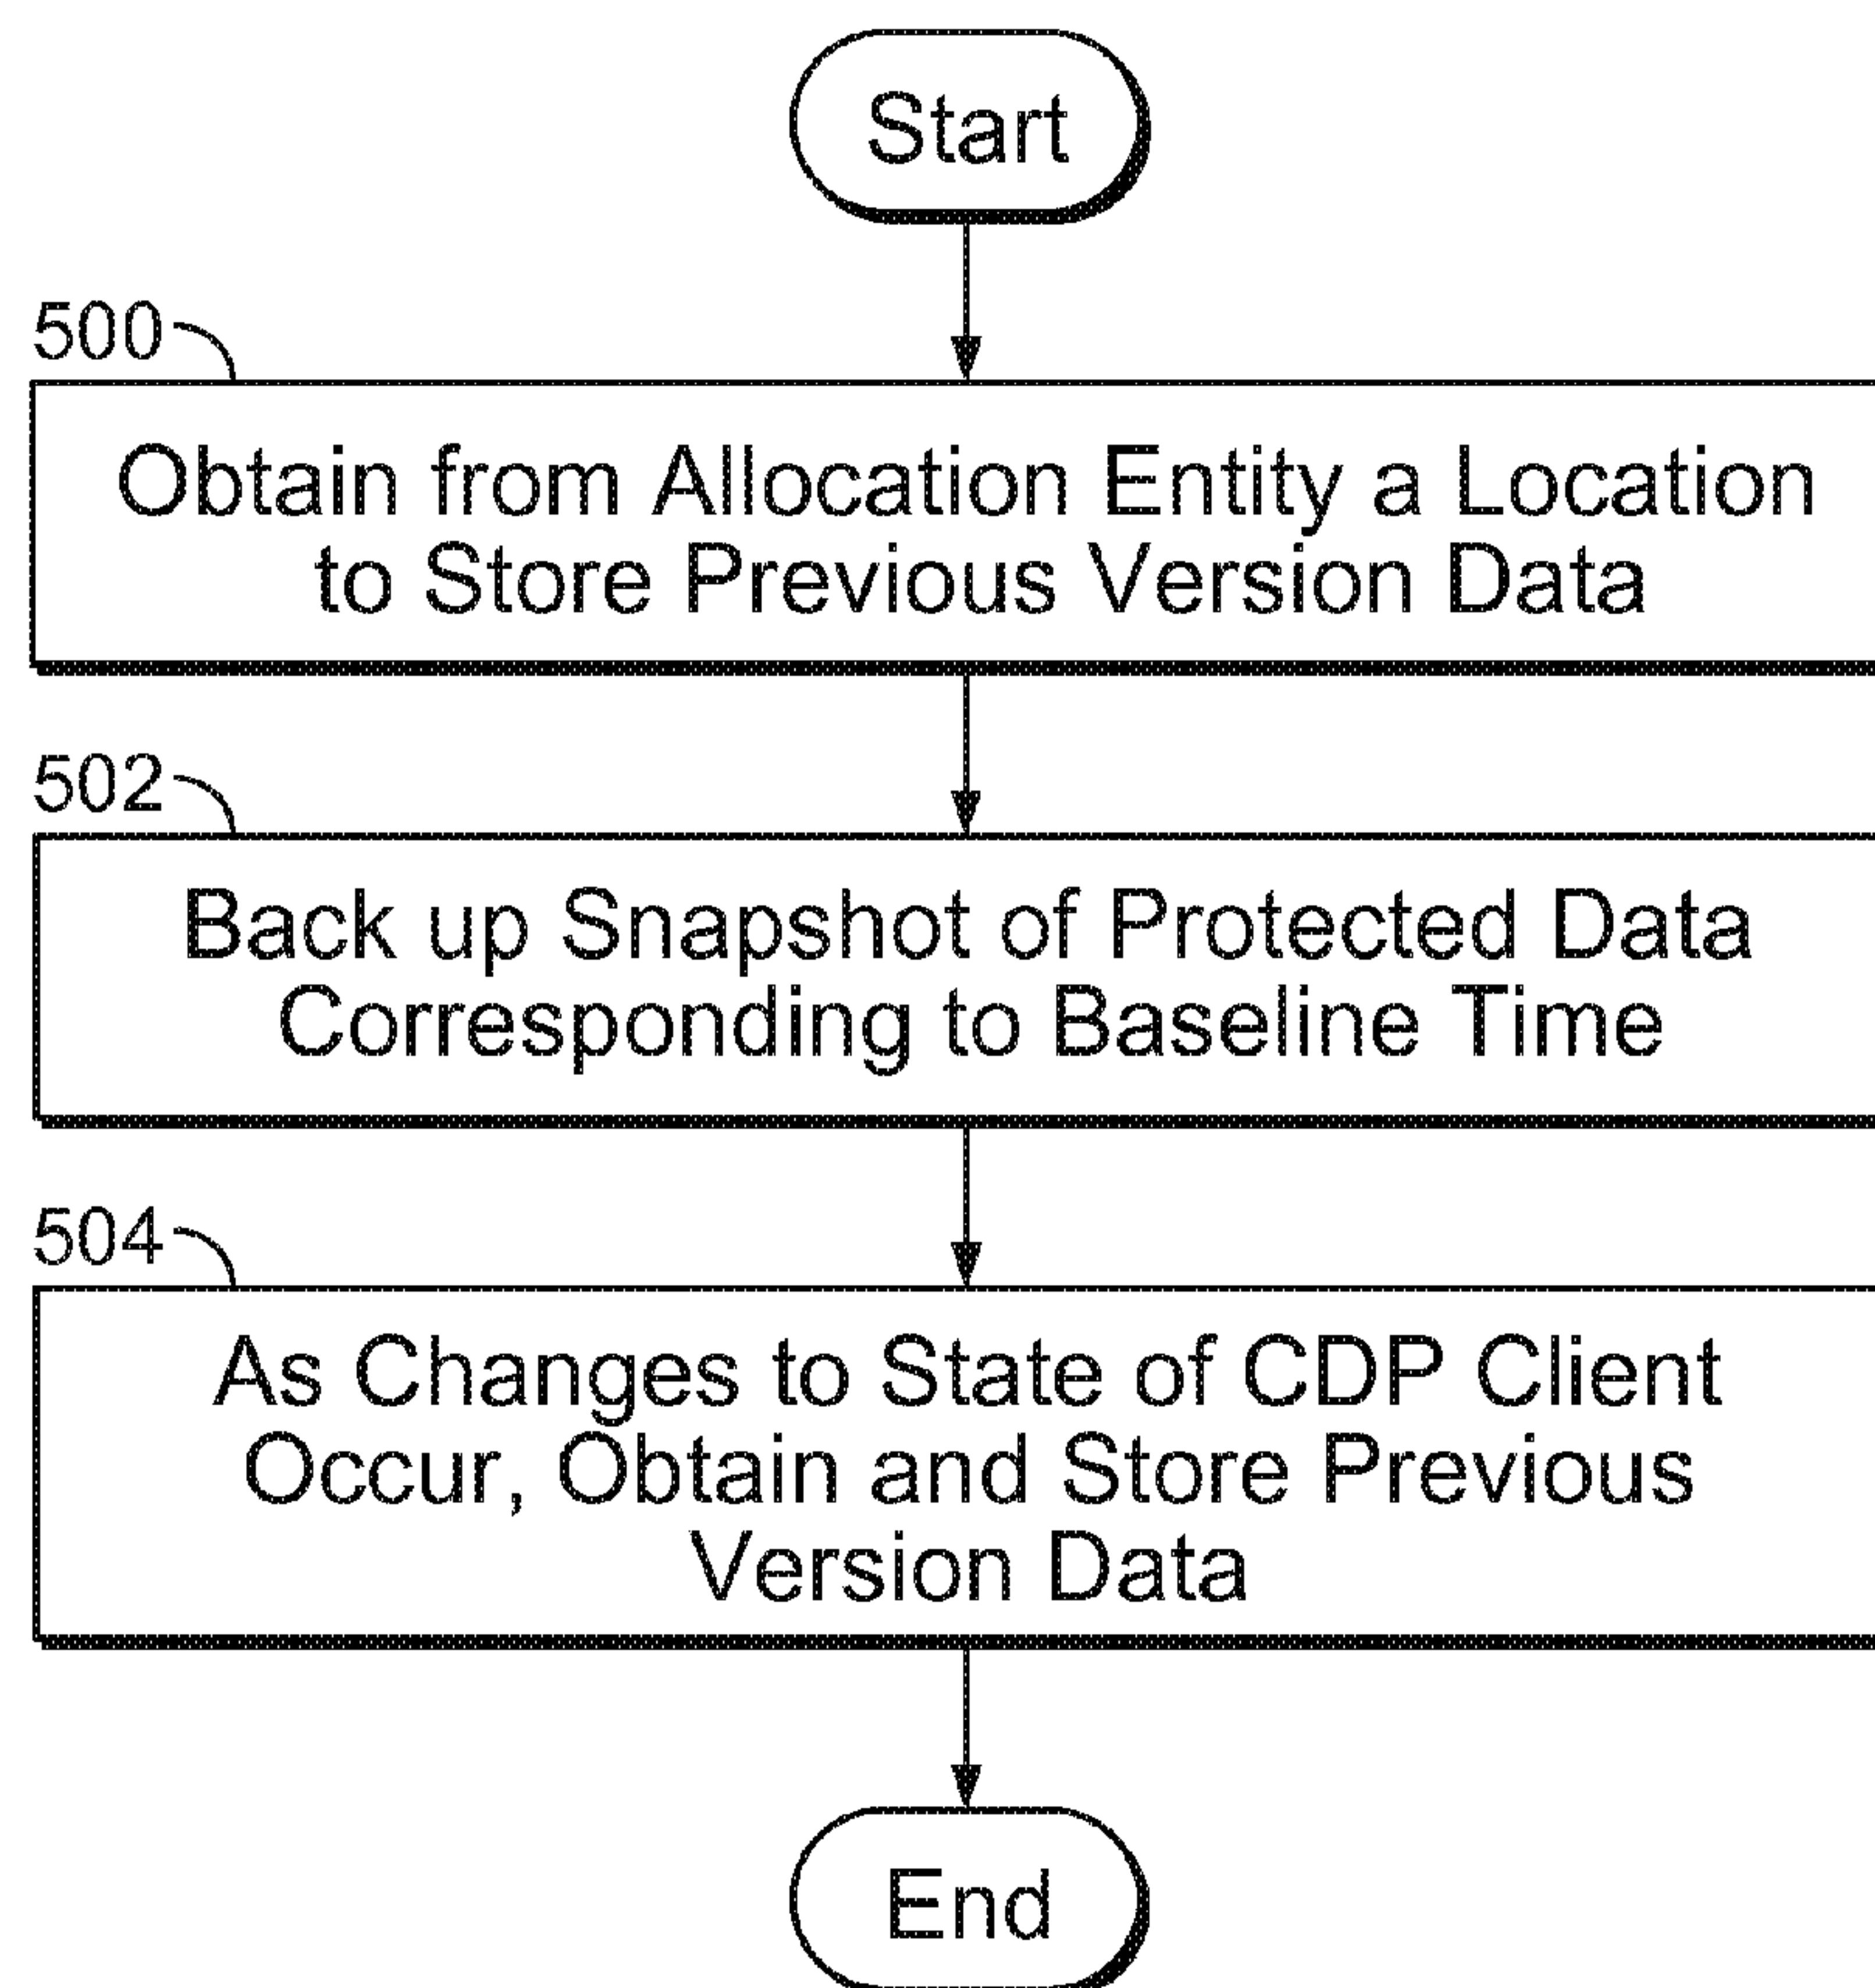 Start
500
Obtain from Allocation Entity a Location
to Store Previous Version Data
502
Back up Snapshot of Protected Data
Corresponding to Baseline Time
504
As Changes to State of CDP Client
Occur, Obtain and Store Previous
Version Data
End